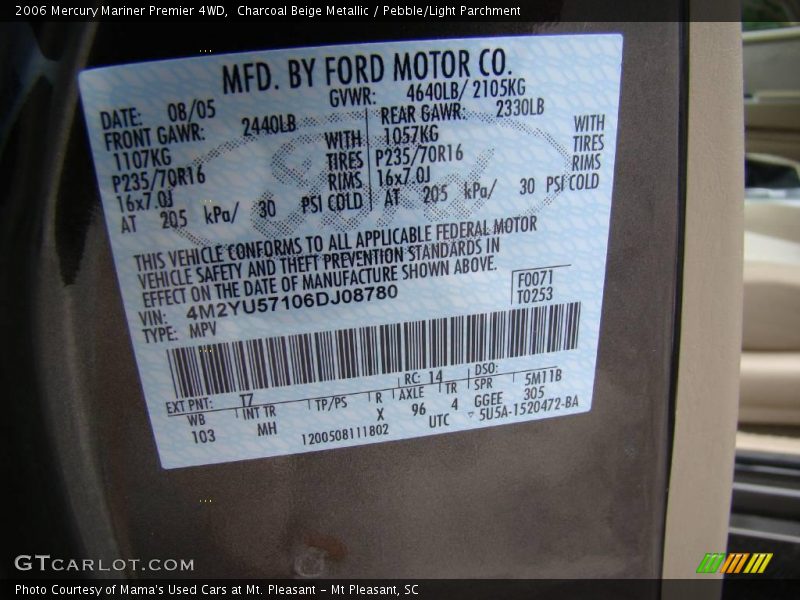 2006 Mercury Mariner Premier 4WD,  Charcoal Beige Metallic / Pebble/Light Parchment
MFD. BY FORD MOTOR CO.
DATE: 08/05 GVWR: 4640LB/ 2105KG
FRONT GAWR: 2440LB REAR GAWR: 2330LB
1107KG WITH 1057KG WITH
P235/70R16 TIRES P235/70R16 TIRES
16x7.0J RIMS 16x7.0J RIMS
AT 205 kPa/ 30 PSI COLD AT 205 kPa/ 30 PSI COLD
Ford
THIS VEHICLE CONFORMS TO ALL APPLICABLE FEDERAL MOTOR
VEHICLE SAFETY AND THEFT PREVENTION STANDARDS IN
EFFECT ON THE DATE OF MANUFACTURE SHOWN ABOVE.
VIN: 4M2YU57106DJ08780 F0071
TYPE: MPV T0253
EXT PNT: T7 RC: 14 DSO:
WB INT TR TP/PS R AXLE TR SPR 5M11B
103 MH X 96 4 GGEE 305
1200508111802 UTC 5U5A-1520472-BA
GTCARLOT.COM
Photo Courtesy of Mama's Used Cars at Mt. Pleasant - Mt Pleasant, SC